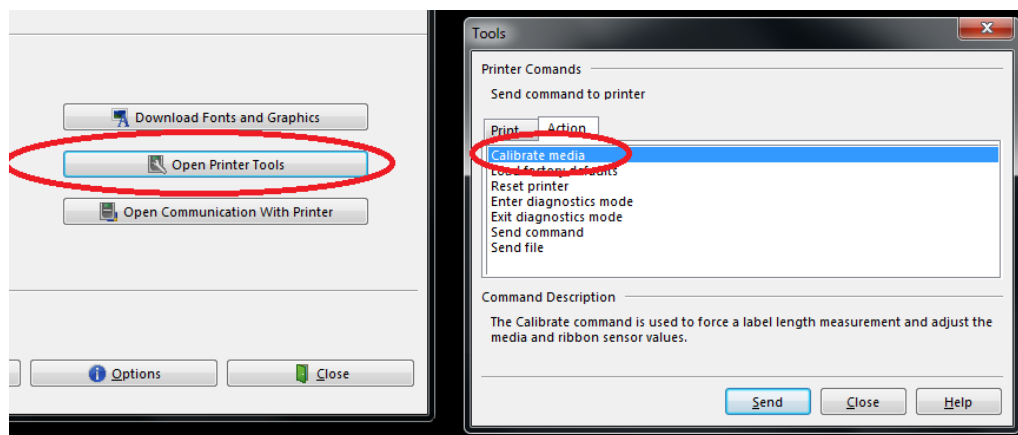 Download Fonts and Graphics
Open Printer Tools
Open Communication With Printer
Options
Close
Tools
Printer Comands
Send command to printer
Print Action
Calibrate media
Load factory defaults
Reset printer
Enter diagnostics mode
Exit diagnostics mode
Send command
Send file
Command Description
The Calibrate command is used to force a label length measurement and adjust the
media and ribbon sensor values.
Send Close Help